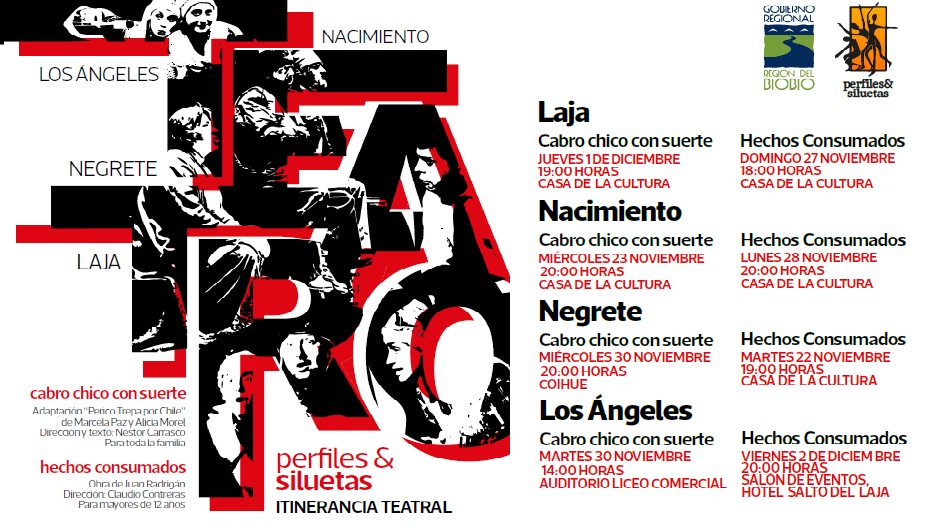 NACIMIENTO
LOS ÁNGELES
NEGRETE
LAJA
TEATRO
cabro chico con suerte
Adaptación "Perico Trepa por Chile"
de Marcela Paz y Alicia Morel
Dirección y texto: Néstor Carrasco
Para toda la familia
hechos consumados
Obra de Juan Radrigán
Dirección: Claudio Contreras
Para mayores de 12 años
perfiles &
siluetas
ITINERANCIA TEATRAL
GOBIERNO
REGIONAL
REGION DEL
BIOBIO
perfiles&
siluetas
Laja
Cabro chico con suerte
JUEVES 1 DE DICIEMBRE
19:00 HORAS
CASA DE LA CULTURA
Hechos Consumados
DOMINGO 27 NOVIEMBRE
18:00 HORAS
CASA DE LA CULTURA
Nacimiento
Cabro chico con suerte
MIÉRCOLES 23 NOVIEMBRE
20:00 HORAS
CASA DE LA CULTURA
Hechos Consumados
LUNES 28 NOVIEMBRE
20:00 HORAS
CASA DE LA CULTURA
Negrete
Cabro chico con suerte
MIÉRCOLES 30 NOVIEMBRE
20:00 HORAS
COIHUE
Hechos Consumados
MARTES 22 NOVIEMBRE
19:00 HORAS
CASA DE LA CULTURA
Los Ángeles
Cabro chico con suerte
MARTES 30 NOVIEMBRE
14:00 HORAS
AUDITORIO LICEO COMERCIAL
Hechos Consumados
VIERNES 2 DE DICIEM BRE
20:00 HORAS
SALÓN DE EVENTOS,
HOTEL SALTO DEL LAJA